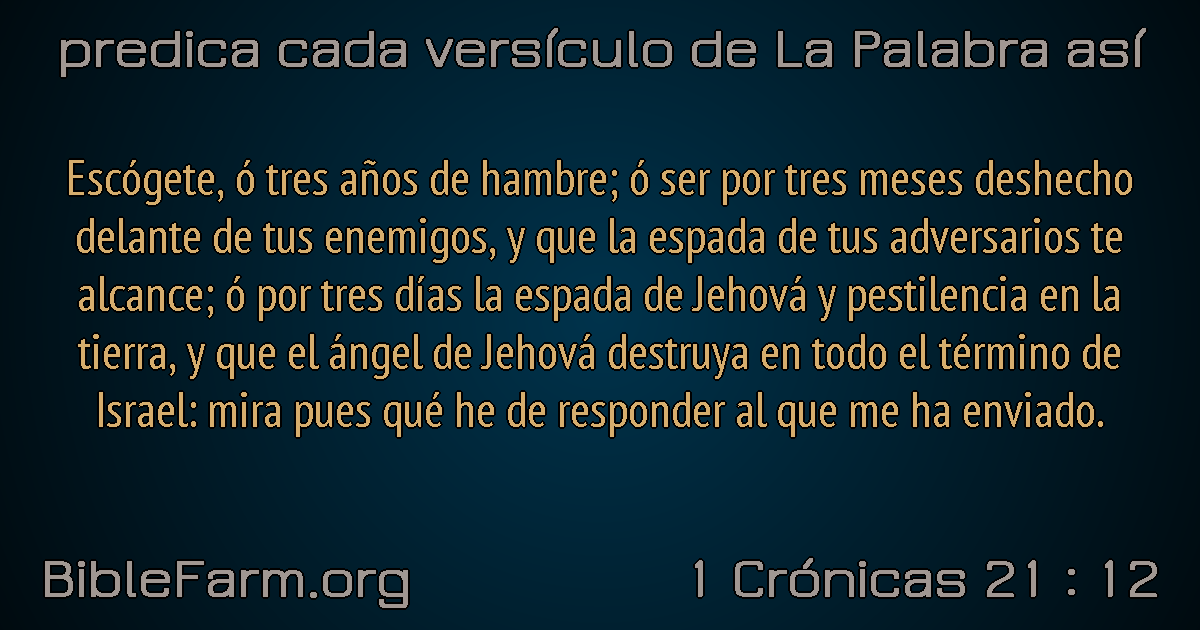 predica cada versículo de La Palabra así
Escógete, ó tres años de hambre; ó ser por tres meses deshecho
delante de tus enemigos, y que la espada de tus adversarios te
alcance; ó por tres días la espada de Jehová y pestilencia en la
tierra, y que el ángel de Jehová destruya en todo el término de
Israel: mira pues qué he de responder al que me ha enviado.
BibleFarm.org
1 Crónicas 21 : 12